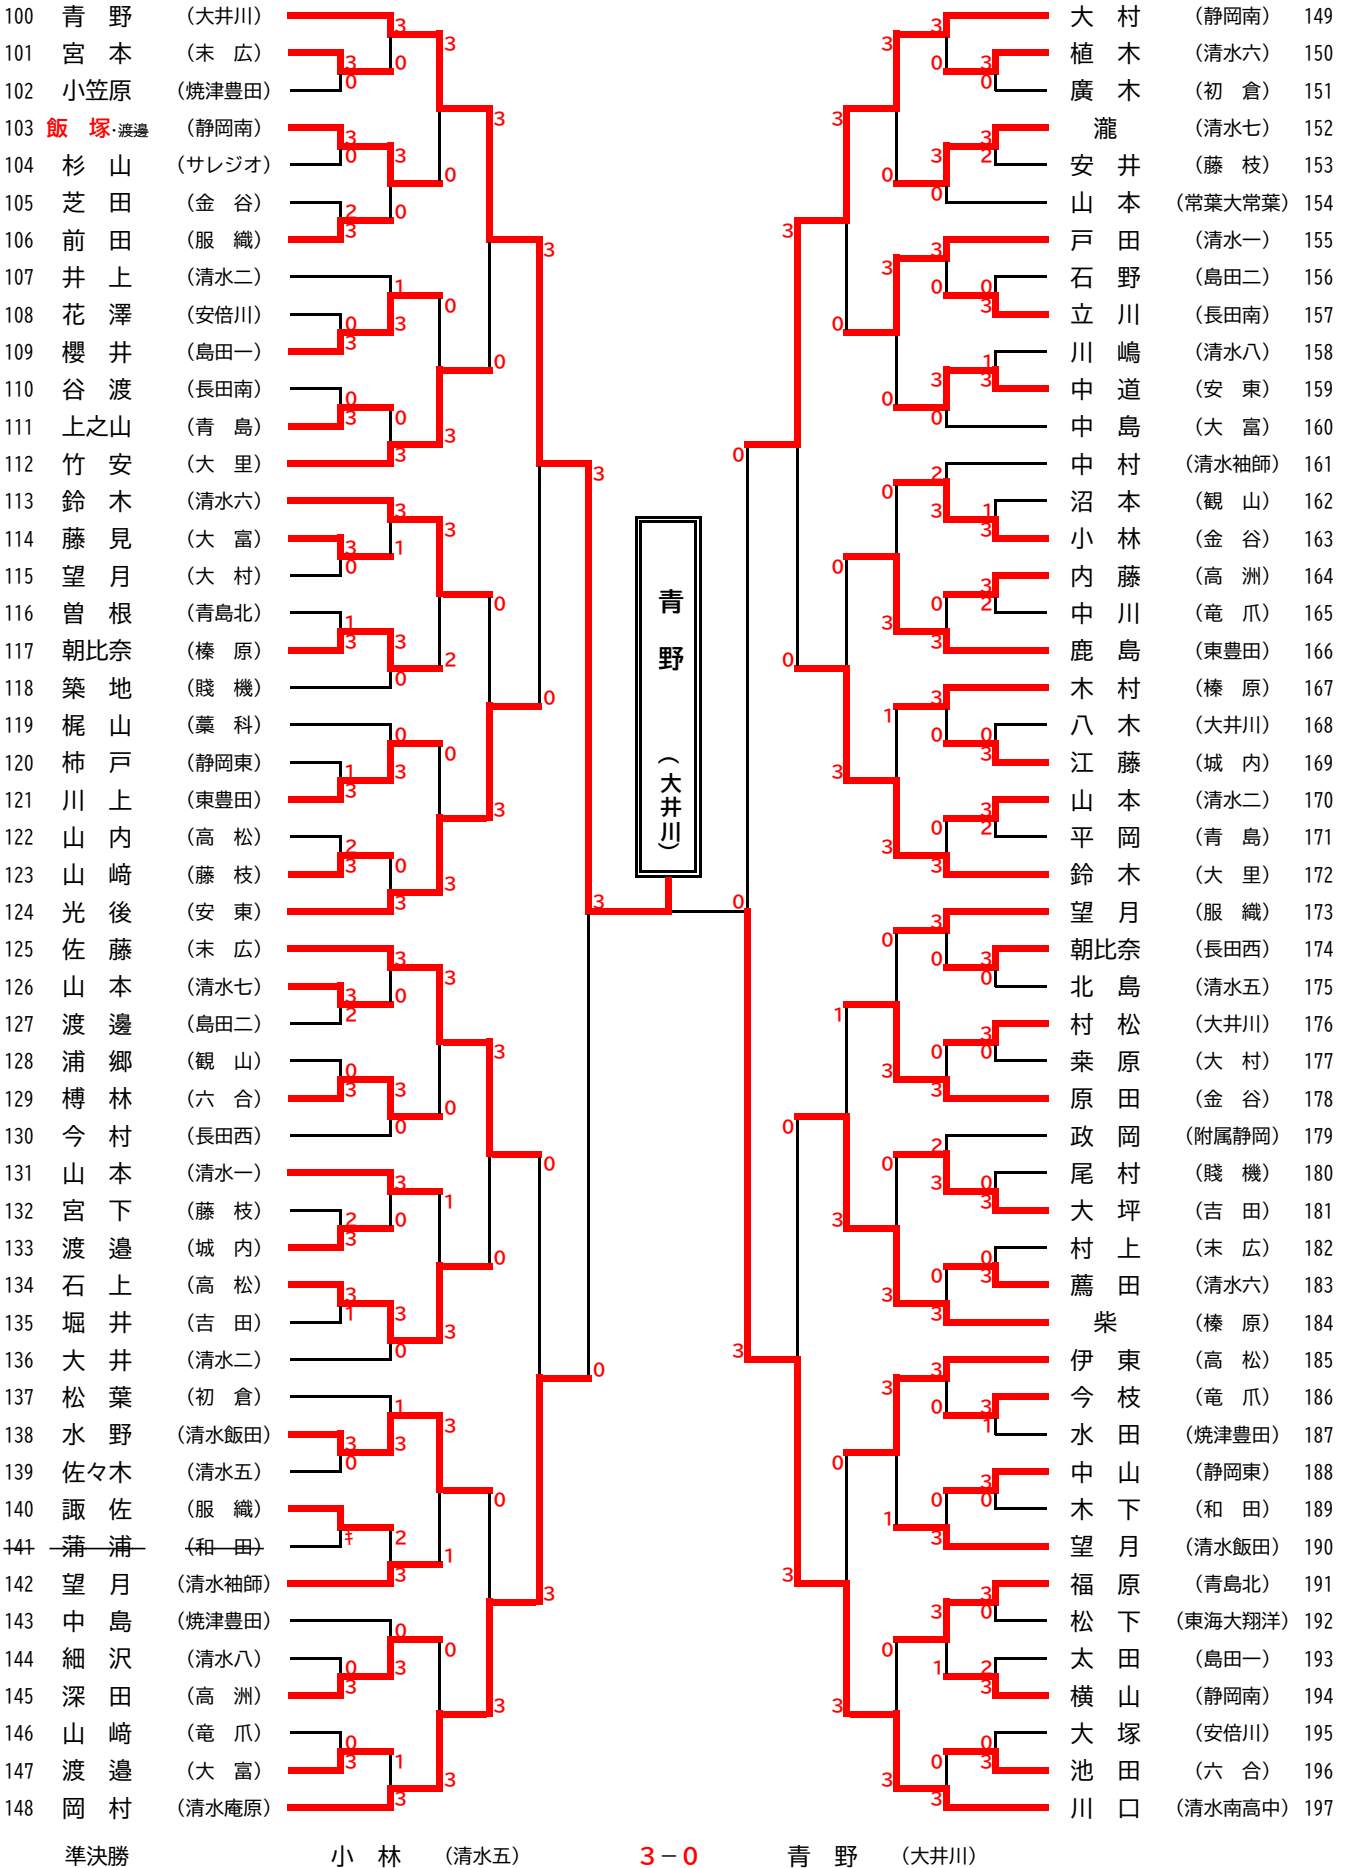 100 青 野 （大井川）
101 宮 本 （末 広）
102 小笠原 （焼津豊田）
103 飯 塚・渡邊 （静岡南）
104 杉 山 （サレジオ）
105 芝 田 （金 谷）
106 前 田 （服 織）
107 井 上 （清水二）
108 花 澤 （安倍川）
109 櫻 井 （島田一）
110 谷 渡 （長田南）
111 上之山 （青 島）
112 竹 安 （大 里）
113 鈴 木 （清水六）
114 藤 見 （大 富）
115 望 月 （大 村）
116 曽 根 （青島北）
117 朝比奈 （榛 原）
118 築 地 （賤 機）
119 梶 山 （藁 科）
120 柿 戸 （静岡東）
121 川 上 （東豊田）
122 山 内 （高 松）
123 山 﨑 （藤 枝）
124 光 後 （安 東）
125 佐 藤 （末 広）
126 山 本 （清水七）
127 渡 邊 （島田二）
128 浦 郷 （観 山）
129 榑 林 （六 合）
130 今 村 （長田西）
131 山 本 （清水一）
132 宮 下 （藤 枝）
133 渡 邉 （城 内）
134 石 上 （高 松）
135 堀 井 （吉 田）
136 大 井 （清水二）
137 松 葉 （初 倉）
138 水 野 （清水飯田）
139 佐々木 （清水五）
140 諏 佐 （服 織）
141 蒲 浦 （和 田）
142 望 月 （清水袖師）
143 中 島 （焼津豊田）
144 細 沢 （清水八）
145 深 田 （高 洲）
146 山 﨑 （竜 爪）
147 渡 邉 （大 富）
148 岡 村 （清水庵原）
青 野 （大井川）
大 村 （静岡南） 149
植 木 （清水六） 150
廣 木 （初 倉） 151
瀧 （清水七） 152
安 井 （藤 枝） 153
山 本 （常葉大常葉） 154
戸 田 （清水一） 155
石 野 （島田二） 156
立 川 （長田南） 157
川 嶋 （清水八） 158
中 道 （安 東） 159
中 島 （大 富） 160
中 村 （清水袖師） 161
沼 本 （観 山） 162
小 林 （金 谷） 163
内 藤 （高 洲） 164
中 川 （竜 爪） 165
鹿 島 （東豊田） 166
木 村 （榛 原） 167
八 木 （大井川） 168
江 藤 （城 内） 169
山 本 （清水二） 170
平 岡 （青 島） 171
鈴 木 （大 里） 172
望 月 （服 織） 173
朝比奈 （長田西） 174
北 島 （清水五） 175
村 松 （大井川） 176
桒 原 （大 村） 177
原 田 （金 谷） 178
政 岡 （附属静岡） 179
尾 村 （賤 機） 180
大 坪 （吉 田） 181
村 上 （末 広） 182
薦 田 （清水六） 183
柴 （榛 原） 184
伊 東 （高 松） 185
今 枝 （竜 爪） 186
水 田 （焼津豊田） 187
中 山 （静岡東） 188
木 下 （和 田） 189
望 月 （清水飯田） 190
福 原 （青島北） 191
松 下 （東海大翔洋） 192
太 田 （島田一） 193
横 山 （静岡南） 194
大 塚 （安倍川） 195
池 田 （六 合） 196
川 口 （清水南高中） 197
準決勝 小 林 （清水五） 3－0 青 野 （大井川）